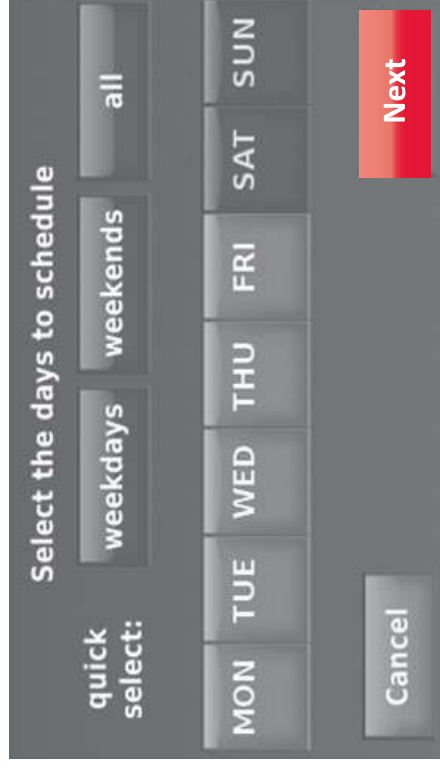 Select the days to schedule
quick
select:
weekdays weekends all
MON TUE WED THU FRI SAT SUN
Cancel Next